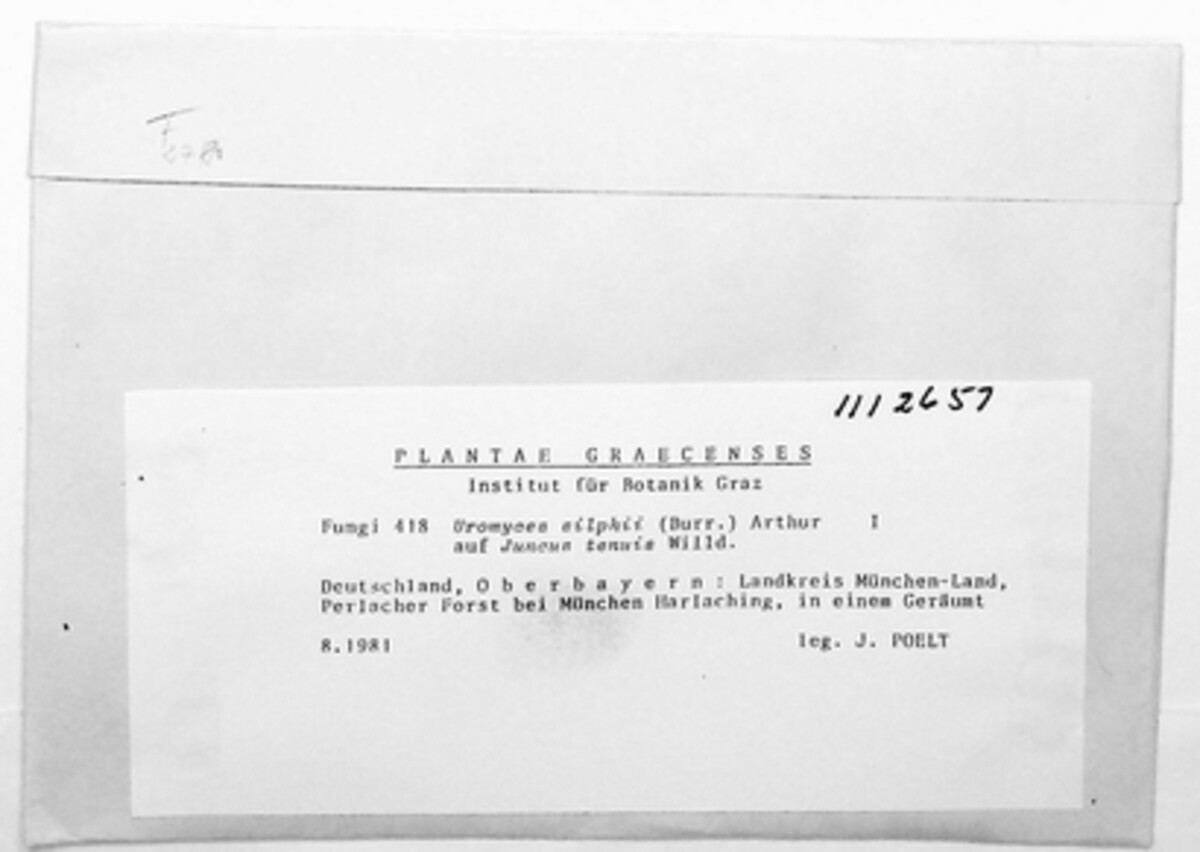 F
1112657
PLANTAE GRAECENSES
Institut für Botanik Graz
Fungi 418 Uromyces silphii (Burr.) Arthur I
auf Juncus tenuis Willd.
Deutschland, Oberbayern: Landkreis München-Land,
Perlacher Forst bei München Harlaching, in einem Geräumt
8.1981 leg. J. POELT